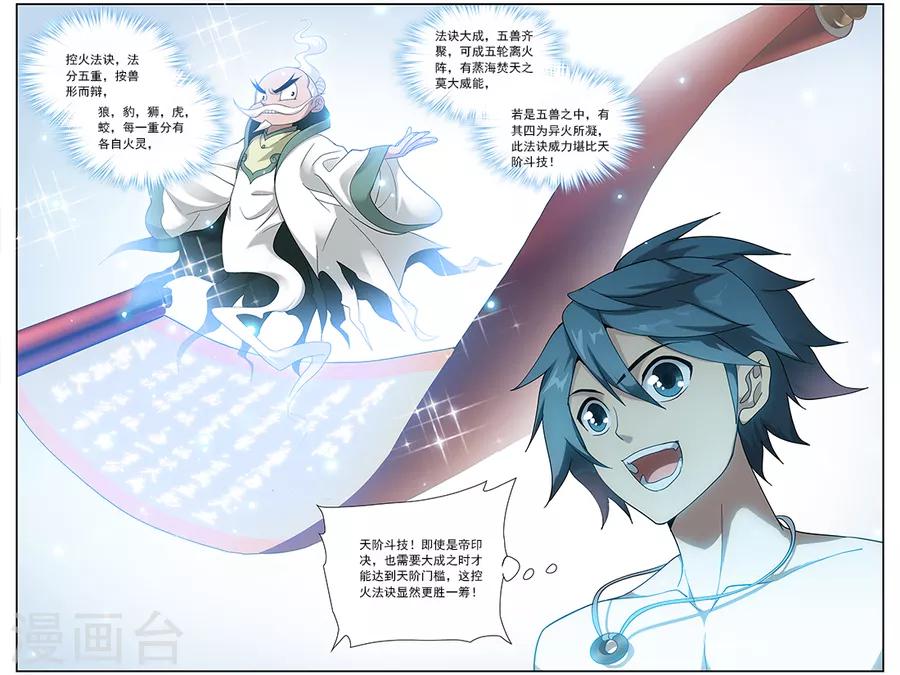 控火法诀，法
分五重，按兽
形而辩，
狼，豹，狮，虎，
蛟，每一重分有
各自火灵，
法诀大成，五兽齐
聚，可成五轮离火
阵，有蒸海焚天之
莫大威能，
若是五兽之中，有
其四为异火所凝，
此法诀威力堪比天
阶斗技！
天阶斗技！即使是帝印
决，也需要大成之时才
能达到天阶门槛，这控
火法诀显然更胜一筹！
漫画台